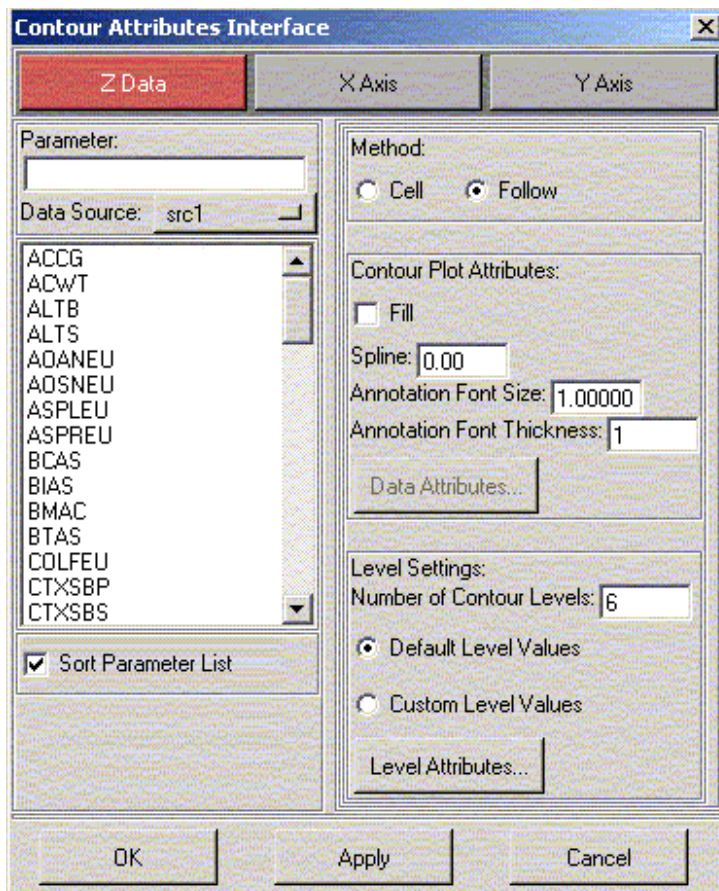 Contour Attributes Interface
Z Data
X Axis
Y Axis
Parameter:
Data Source: src1
ACCG
ACWT
ALTB
ALTS
AOANEU
AOSNEU
ASPLEU
ASPREU
BCAS
BIAS
BMAC
BTAS
COLFEU
CTXSBP
CTXSBS
Sort Parameter List
Method:
Cell
Follow
Contour Plot Attributes:
Fill
Spline: 0.00
Annotation Font Size: 1.00000
Annotation Font Thickness: 1
Data Attributes...
Level Settings:
Number of Contour Levels: 6
Default Level Values
Custom Level Values
Level Attributes...
OK
Apply
Cancel